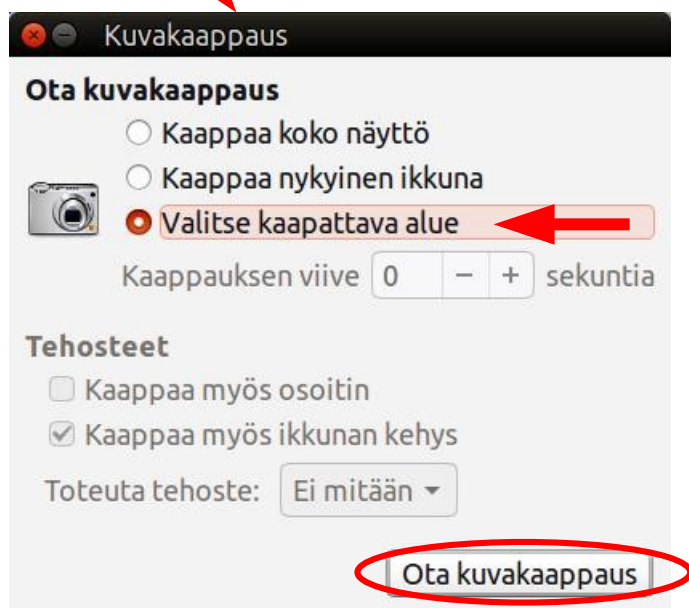 Kuvakaappaus
Ota kuvakaappaus
Kaappaa koko näyttö
Kaappaa nykyinen ikkuna
Valitse kaapattava alue
Kaappauksen viive 0 − + sekuntia
Tehosteet
Kaappaa myös osoitin
Kaappaa myös ikkunan kehys
Toteuta tehoste: Ei mitään
Ota kuvakaappaus